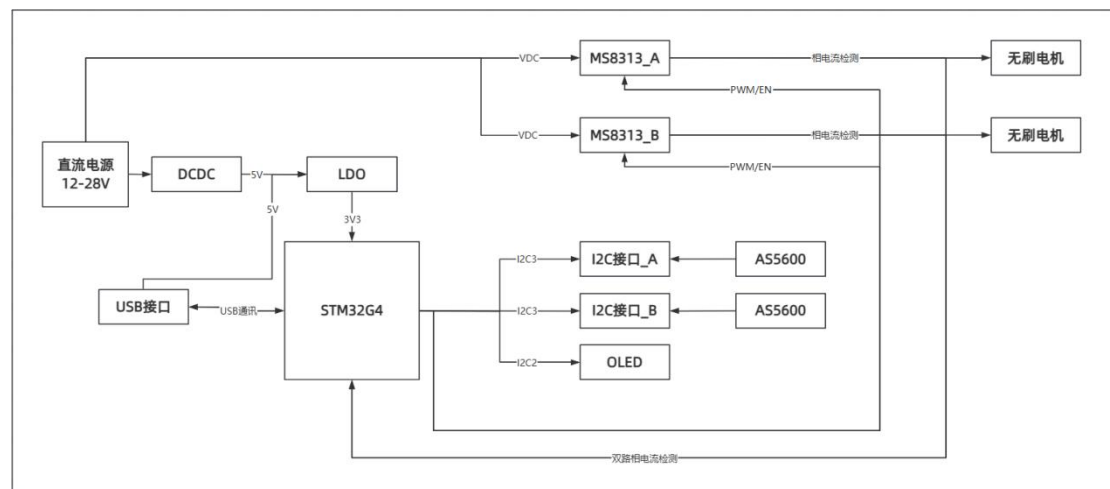 VDC
MS8313_A
相电流检测
无刷电机
PWM/EN
VDC
MS8313_B
相电流检测
无刷电机
PWM/EN
直流电源
12-28V
DCDC
5V
LDO
5V
3V3
USB接口
USB通讯
STM32G4
I2C3
I2C接口_A
AS5600
I2C3
I2C接口_B
AS5600
I2C2
OLED
双路相电流检测